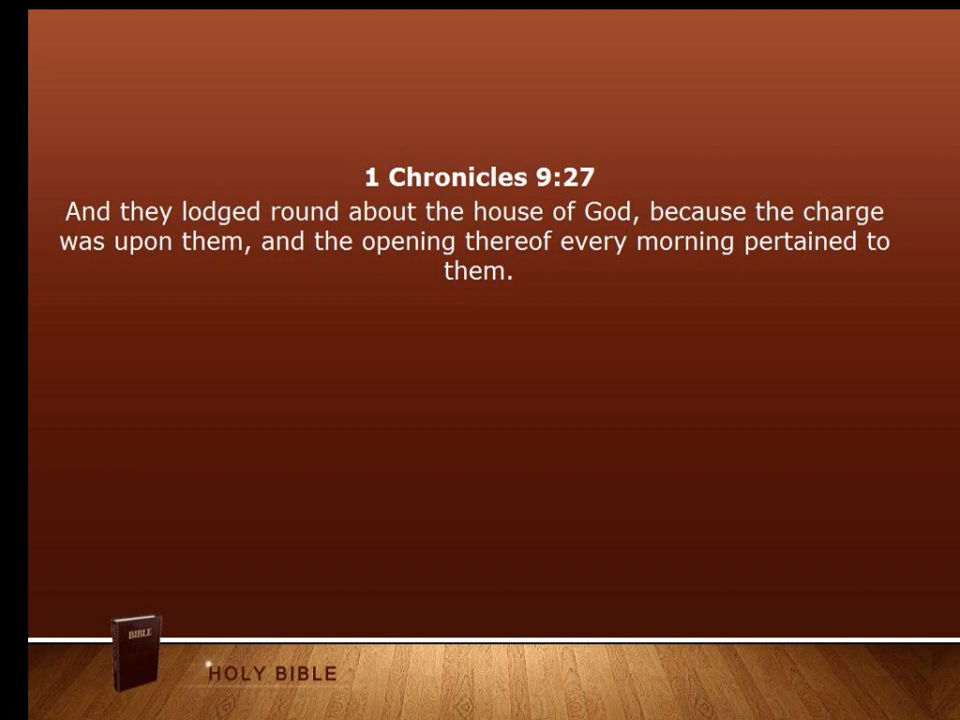 1 Chronicles 9:27
And they lodged round about the house of God, because the charge
was upon them, and the opening thereof every morning pertained to
them.
BIBLE
HOLY BIBLE